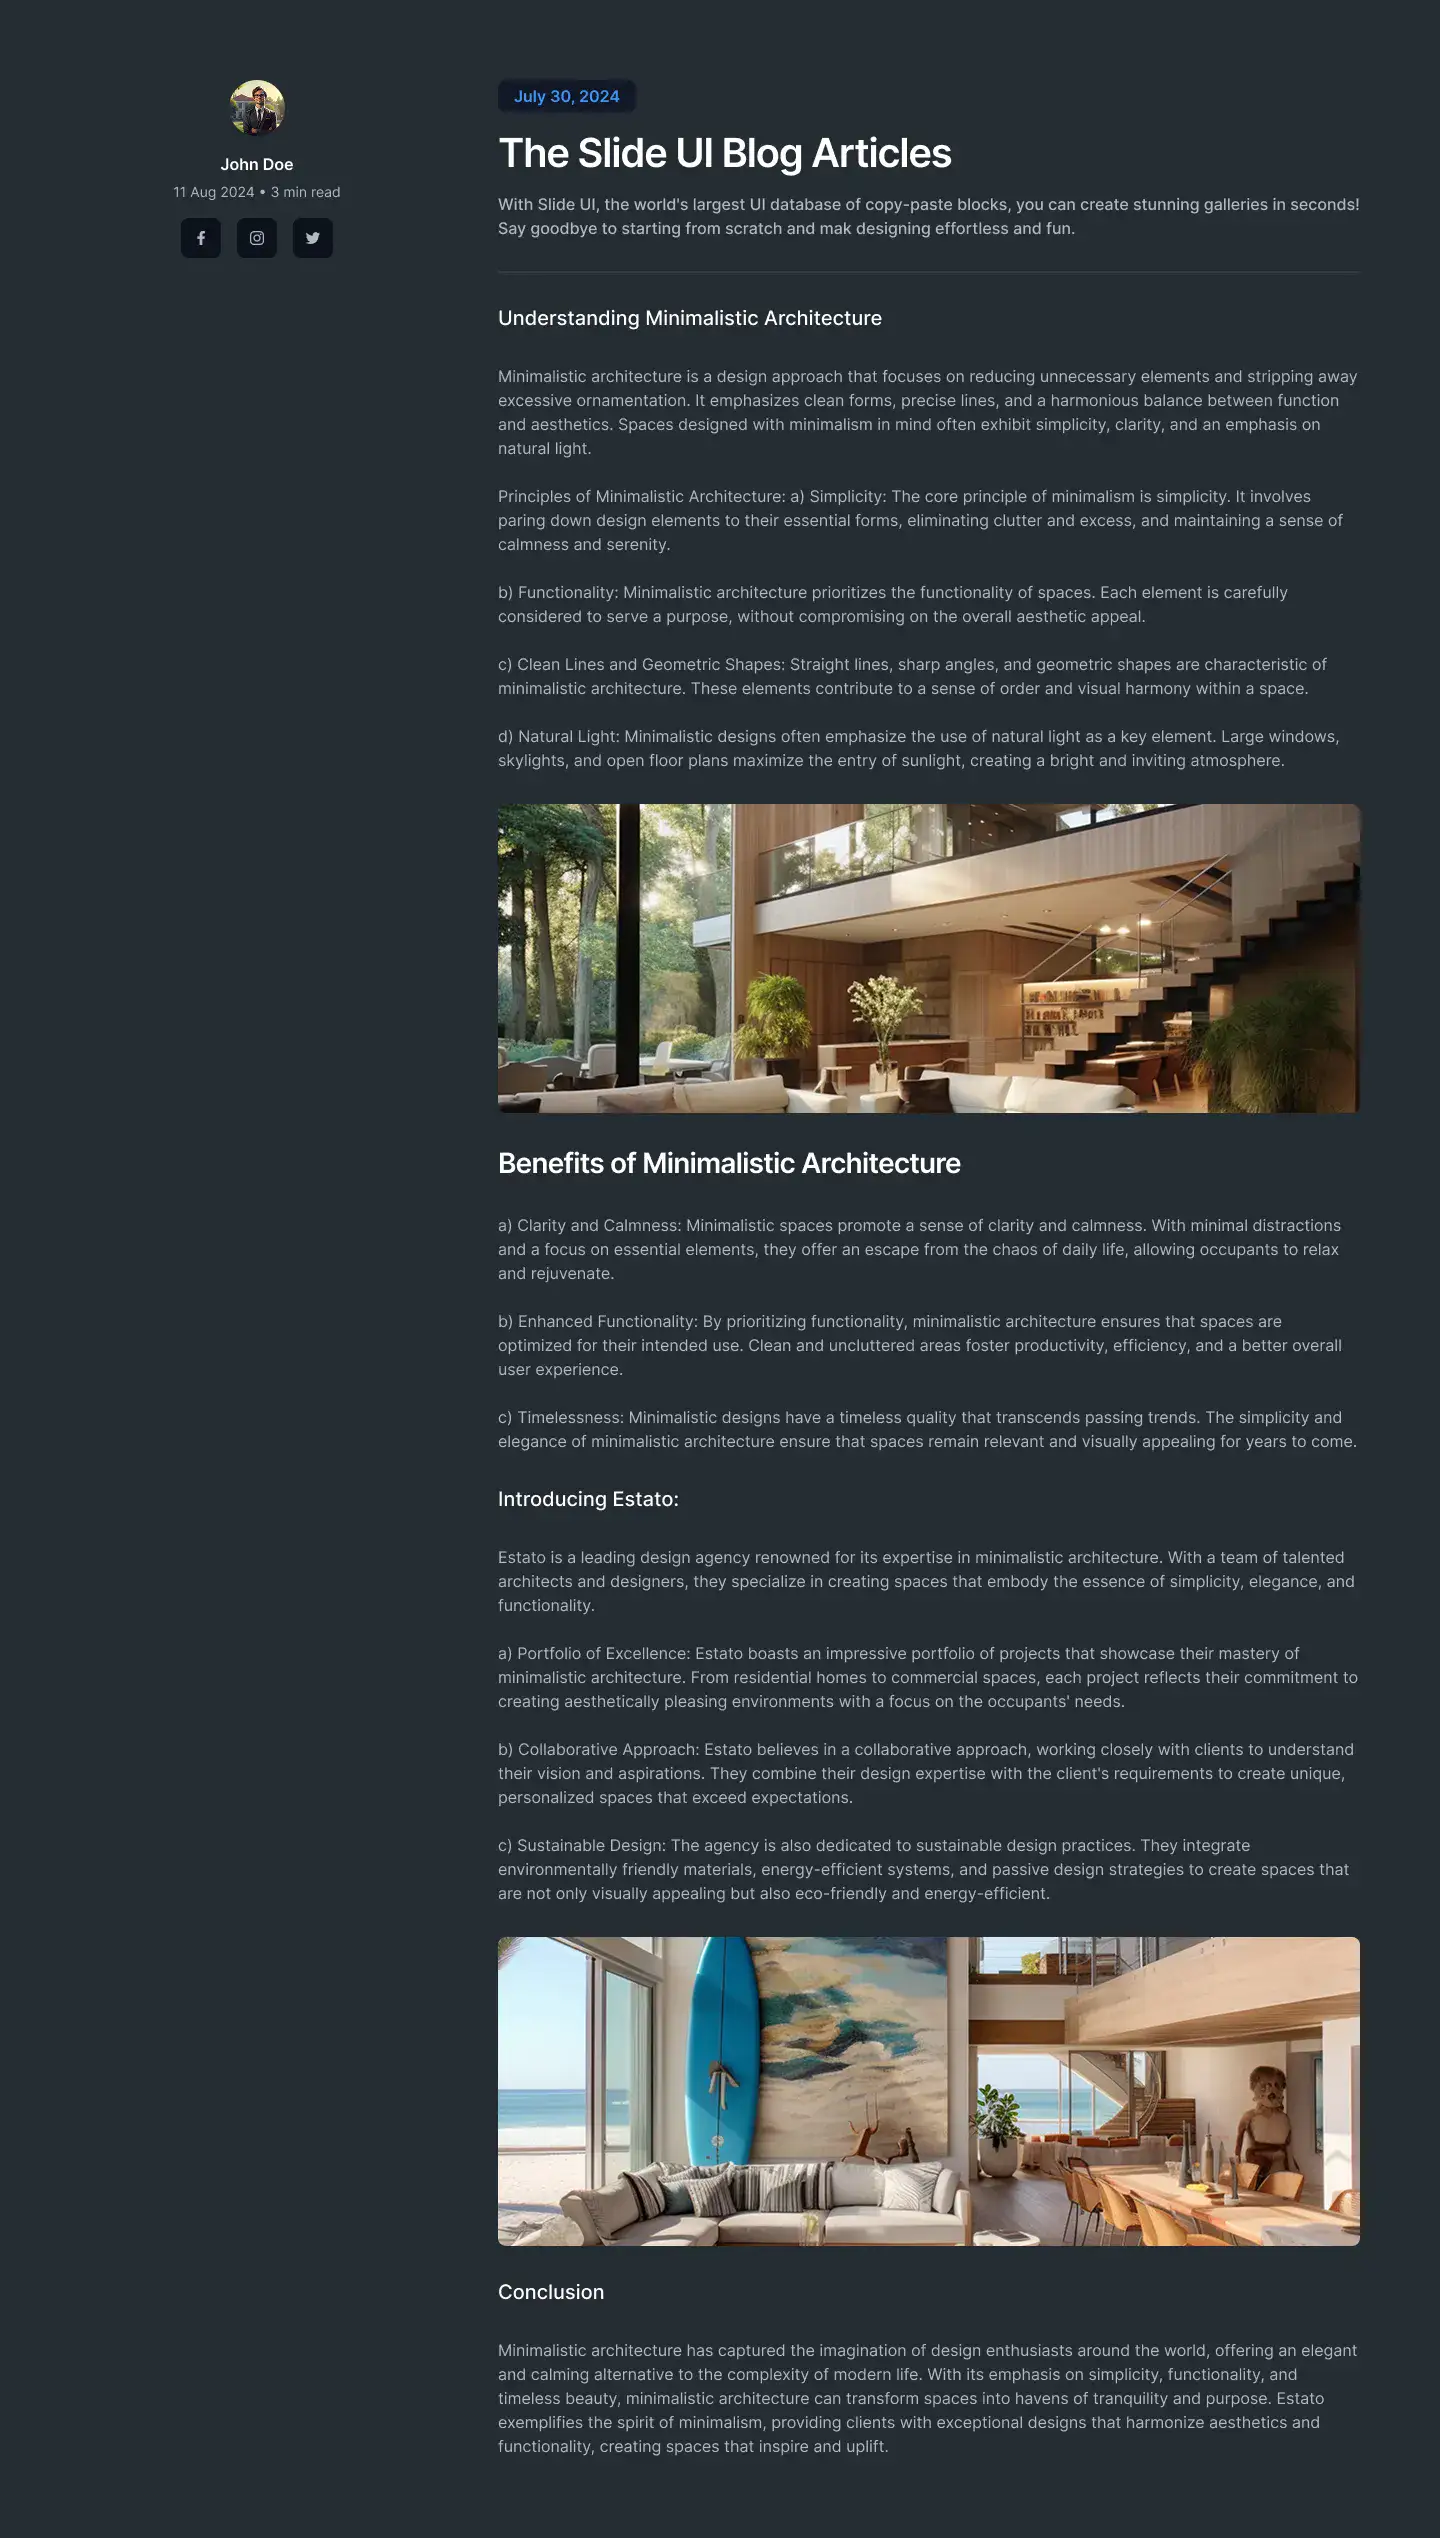 John Doe
11 Aug 2024 • 3 min read
July 30, 2024
The Slide UI Blog Articles
With Slide UI, the world's largest UI database of copy-paste blocks, you can create stunning galleries in seconds!
Say goodbye to starting from scratch and mak designing effortless and fun.
Understanding Minimalistic Architecture
Minimalistic architecture is a design approach that focuses on reducing unnecessary elements and stripping away
excessive ornamentation. It emphasizes clean forms, precise lines, and a harmonious balance between function
and aesthetics. Spaces designed with minimalism in mind often exhibit simplicity, clarity, and an emphasis on
natural light.
Principles of Minimalistic Architecture: a) Simplicity: The core principle of minimalism is simplicity. It involves
paring down design elements to their essential forms, eliminating clutter and excess, and maintaining a sense of
calmness and serenity.
b) Functionality: Minimalistic architecture prioritizes the functionality of spaces. Each element is carefully
considered to serve a purpose, without compromising on the overall aesthetic appeal.
c) Clean Lines and Geometric Shapes: Straight lines, sharp angles, and geometric shapes are characteristic of
minimalistic architecture. These elements contribute to a sense of order and visual harmony within a space.
d) Natural Light: Minimalistic designs often emphasize the use of natural light as a key element. Large windows,
skylights, and open floor plans maximize the entry of sunlight, creating a bright and inviting atmosphere.
Benefits of Minimalistic Architecture
a) Clarity and Calmness: Minimalistic spaces promote a sense of clarity and calmness. With minimal distractions
and a focus on essential elements, they offer an escape from the chaos of daily life, allowing occupants to relax
and rejuvenate.
b) Enhanced Functionality: By prioritizing functionality, minimalistic architecture ensures that spaces are
optimized for their intended use. Clean and uncluttered areas foster productivity, efficiency, and a better overall
user experience.
c) Timelessness: Minimalistic designs have a timeless quality that transcends passing trends. The simplicity and
elegance of minimalistic architecture ensure that spaces remain relevant and visually appealing for years to come.
Introducing Estato:
Estato is a leading design agency renowned for its expertise in minimalistic architecture. With a team of talented
architects and designers, they specialize in creating spaces that embody the essence of simplicity, elegance, and
functionality.
a) Portfolio of Excellence: Estato boasts an impressive portfolio of projects that showcase their mastery of
minimalistic architecture. From residential homes to commercial spaces, each project reflects their commitment to
creating aesthetically pleasing environments with a focus on the occupants' needs.
b) Collaborative Approach: Estato believes in a collaborative approach, working closely with clients to understand
their vision and aspirations. They combine their design expertise with the client's requirements to create unique,
personalized spaces that exceed expectations.
c) Sustainable Design: The agency is also dedicated to sustainable design practices. They integrate
environmentally friendly materials, energy-efficient systems, and passive design strategies to create spaces that
are not only visually appealing but also eco-friendly and energy-efficient.
Conclusion
Minimalistic architecture has captured the imagination of design enthusiasts around the world, offering an elegant
and calming alternative to the complexity of modern life. With its emphasis on simplicity, functionality, and
timeless beauty, minimalistic architecture can transform spaces into havens of tranquility and purpose. Estato
exemplifies the spirit of minimalism, providing clients with exceptional designs that harmonize aesthetics and
functionality, creating spaces that inspire and uplift.